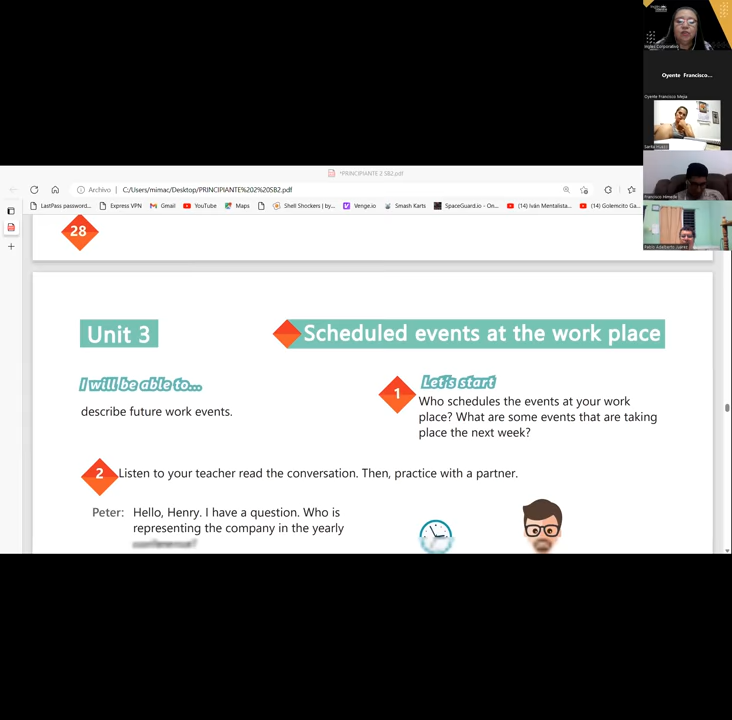 Inglés Corporativo
Oyente Francisco...
Oyente Francisco Mejia
*PRINCIPIANTE 2 SB2.pdf
Archivo
C:/Users/mimac/Desktop/PRINCIPIANTE%202%20SB2.pdf
LastPass password...
Express VPN
Gmail
YouTube
Maps
Shell Shockers | by...
Venge.io
Smash Karts
SpaceGuard.io - On...
(14) Iván Mentalista...
(14) Golemcito Ga...
28
Unit 3
Scheduled events at the work place
I will be able to...
describe future work events.
1
Let's start
Who schedules the events at your work
place? What are some events that are taking
place the next week?
2
Listen to your teacher read the conversation. Then, practice with a partner.
Peter:
Hello, Henry. I have a question. Who is
representing the company in the yearly